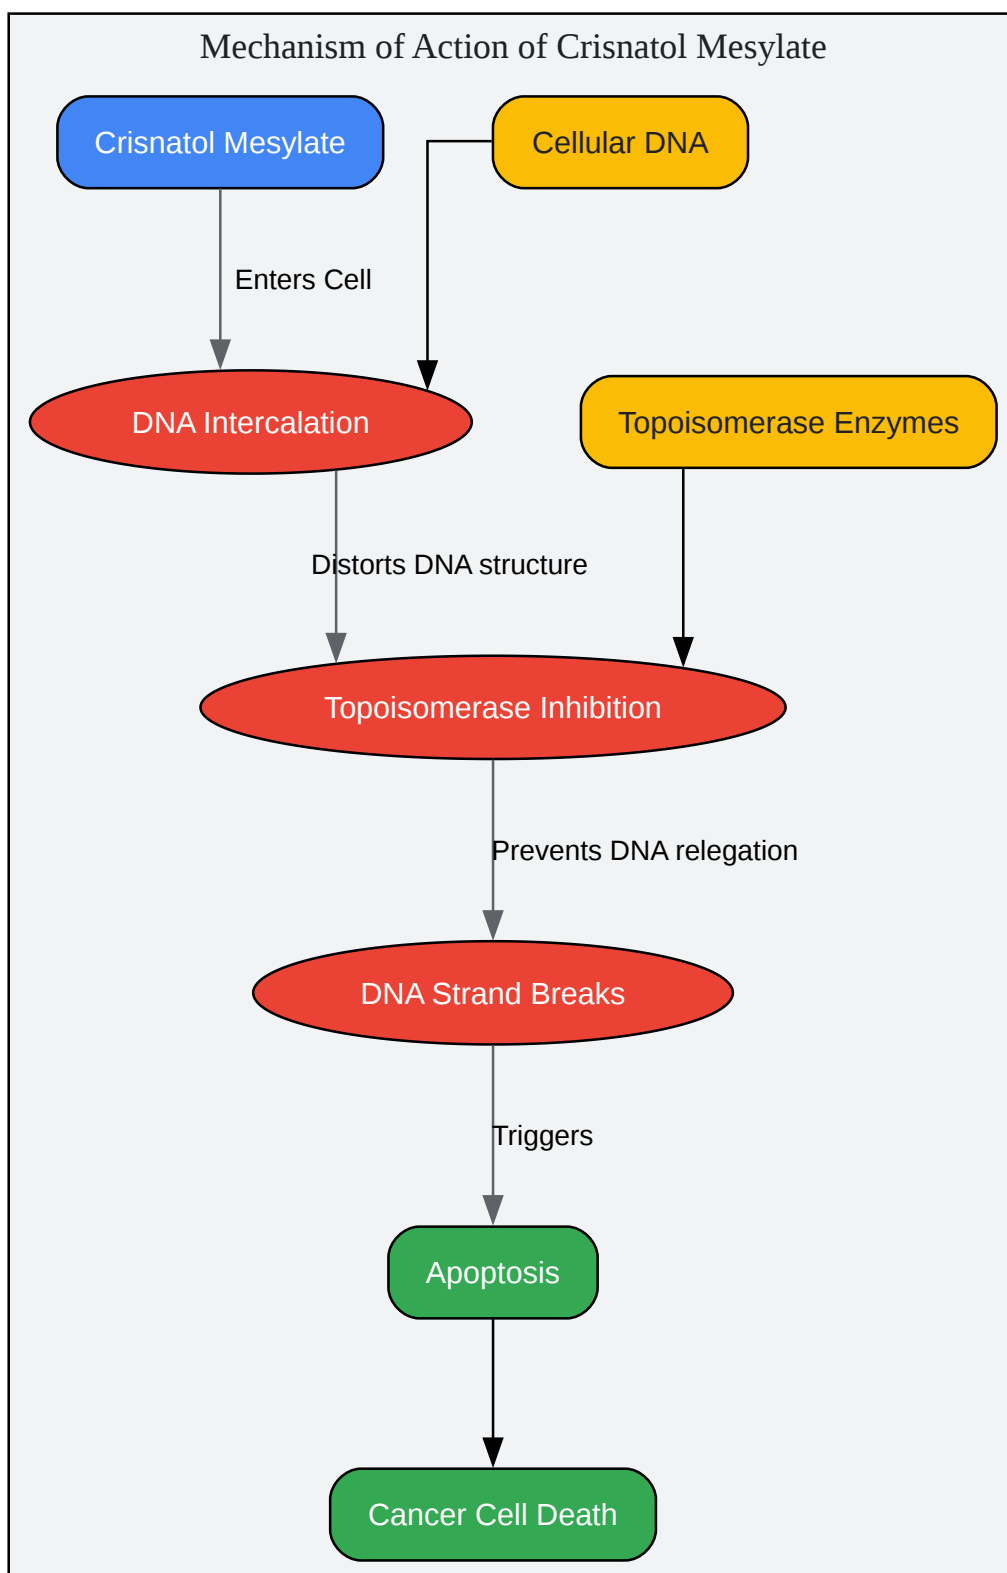 Mechanism of Action of Crisnatol Mesylate
Crisnatol Mesylate
Cellular DNA
Enters Cell
DNA Intercalation
Topoisomerase Enzymes
Distorts DNA structure
Topoisomerase Inhibition
Prevents DNA relegation
DNA Strand Breaks
Triggers
Apoptosis
Cancer Cell Death